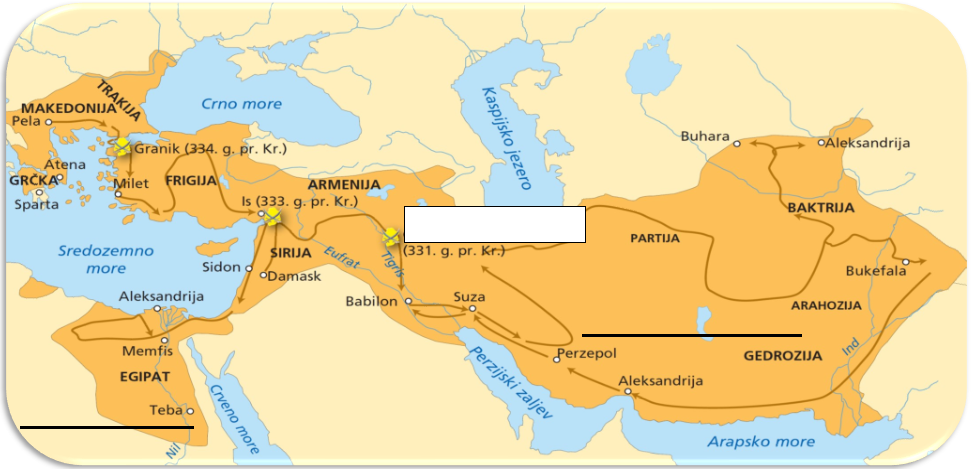 Crno more
Kaspijsko jezero
TRAKIJA
MAKEDONIJA
Pela
Granik (334. g. pr. Kr.)
Buhara
Aleksandrija
Atena
GRČKA
Milet
FRIGIJA
ARMENIJA
Sparta
Is (333. g. pr. Kr.)
BAKTRIJA
PARTIJA
Sredozemno
more
SIRIJA
Eufrat
Tigris
(331. g. pr. Kr.)
Sidon
Damask
Bukefala
Aleksandrija
Babilon
Suza
ARAHOZIJA
Memfis
Perzijski zaljev
Perzepol
GEDROZIJA
Ind
EGIPAT
Aleksandrija
Teba
Crveno more
Nil
Arapsko more